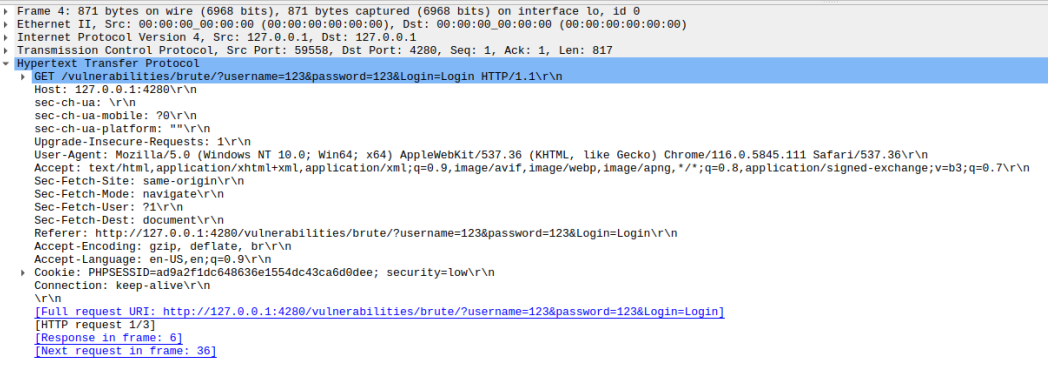 Frame 4: 871 bytes on wire (6968 bits), 871 bytes captured (6968 bits) on interface lo, id 0
Ethernet II, Src: 00:00:00_00:00:00 (00:00:00:00:00:00), Dst: 00:00:00_00:00:00 (00:00:00:00:00:00)
Internet Protocol Version 4, Src: 127.0.0.1, Dst: 127.0.0.1
Transmission Control Protocol, Src Port: 59558, Dst Port: 4280, Seq: 1, Ack: 1, Len: 817
Hypertext Transfer Protocol
GET /vulnerabilities/brute/?username=123&password=123&Login=Login HTTP/1.1\r\n
Host: 127.0.0.1:4280\r\n
sec-ch-ua: \r\n
sec-ch-ua-mobile: ?0\r\n
sec-ch-ua-platform: ""\r\n
Upgrade-Insecure-Requests: 1\r\n
User-Agent: Mozilla/5.0 (Windows NT 10.0; Win64; x64) AppleWebKit/537.36 (KHTML, like Gecko) Chrome/116.0.5845.111 Safari/537.36\r\n
Accept: text/html,application/xhtml+xml,application/xml;q=0.9,image/avif,image/webp,image/apng,*/*;q=0.8,application/signed-exchange;v=b3;q=0.7\r\n
Sec-Fetch-Site: same-origin\r\n
Sec-Fetch-Mode: navigate\r\n
Sec-Fetch-User: ?1\r\n
Sec-Fetch-Dest: document\r\n
Referer: http://127.0.0.1:4280/vulnerabilities/brute/?username=123&password=123&Login=Login\r\n
Accept-Encoding: gzip, deflate, br\r\n
Accept-Language: en-US,en;q=0.9\r\n
Cookie: PHPSESSID=ad9a2f1dc648636e1554dc43ca6d0dee; security=low\r\n
Connection: keep-alive\r\n
\r\n
[Full request URI: http://127.0.0.1:4280/vulnerabilities/brute/?username=123&password=123&Login=Login]
[HTTP request 1/3]
[Response in frame: 6]
[Next request in frame: 36]